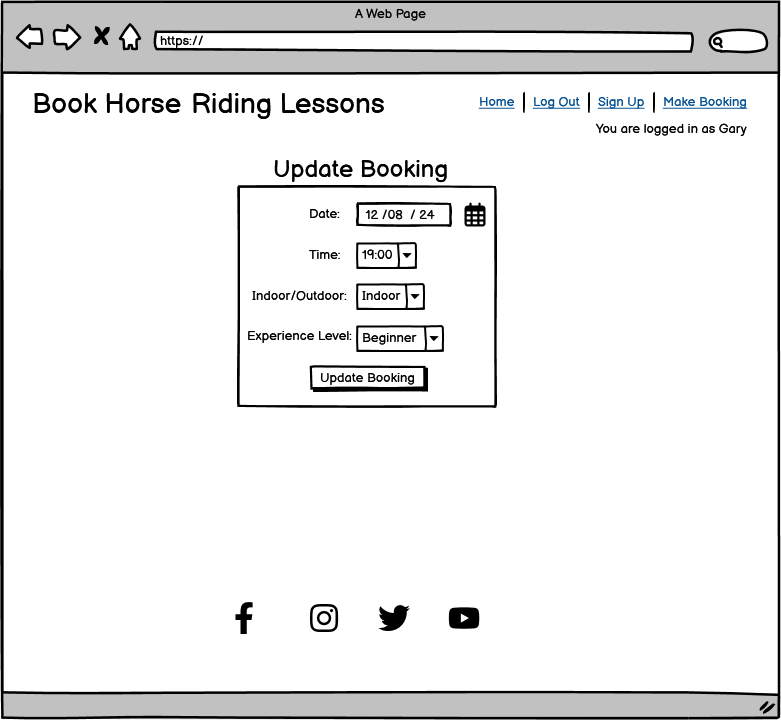 A Web Page
https://
Book Horse Riding Lessons
Home Log Out Sign Up Make Booking
You are logged in as Gary
Update Booking
Date: 12 /08 / 24
Time: 19:00
Indoor/Outdoor: Indoor
Experience Level: Beginner
Update Booking